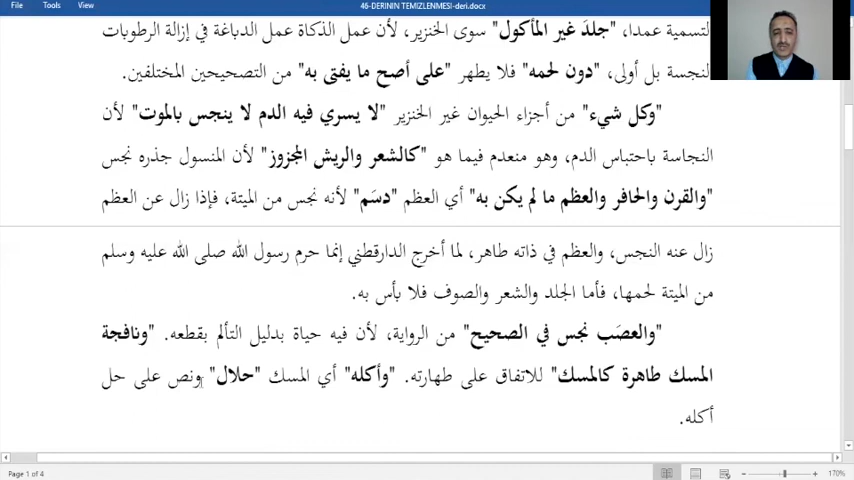 46-DERININ TEMIZLENMESI-deri.docx
File Tools View
التسمية عمدا، "جلدَ غير المأكول" سوى الخنزير، لأن عمل الذكاة عمل الدباغة في إزالة الرطوبات
النجسة بل أولى، "دون لحمه" فلا يطهر "على أصح ما يفتى به" من التصحيحين المختلفين.
"وكل شيء" من أجزاء الحيوان غير الخنزير "لا يسري فيه الدم لا ينجس بالموت" لأن
النجاسة باحتباس الدم، وهو منعدم فيما هو "كالشعر والريش المجزوز" لأن المنسول جذره نجس
"والقرن والحافر والعظم ما لم يكن به" أي العظم "دسَم" لأنه نجس من الميتة، فإذا زال عن العظم
زال عنه النجس، والعظم في ذاته طاهر، لما أخرج الدارقطني إنما حرم رسول الله صلى الله عليه وسلم
من الميتة لحمها، فأما الجلد والشعر والصوف فلا بأس به.
"والعصَب نجس في الصحيح" من الرواية، لأن فيه حياة بدليل التألم بقطعه. "ونافجة
المسك طاهرة كالمسك" للاتفاق على طهارته. "وأكله" أي المسك "حلال" ونص على حل
أكله.
Page 1 of 4
170%